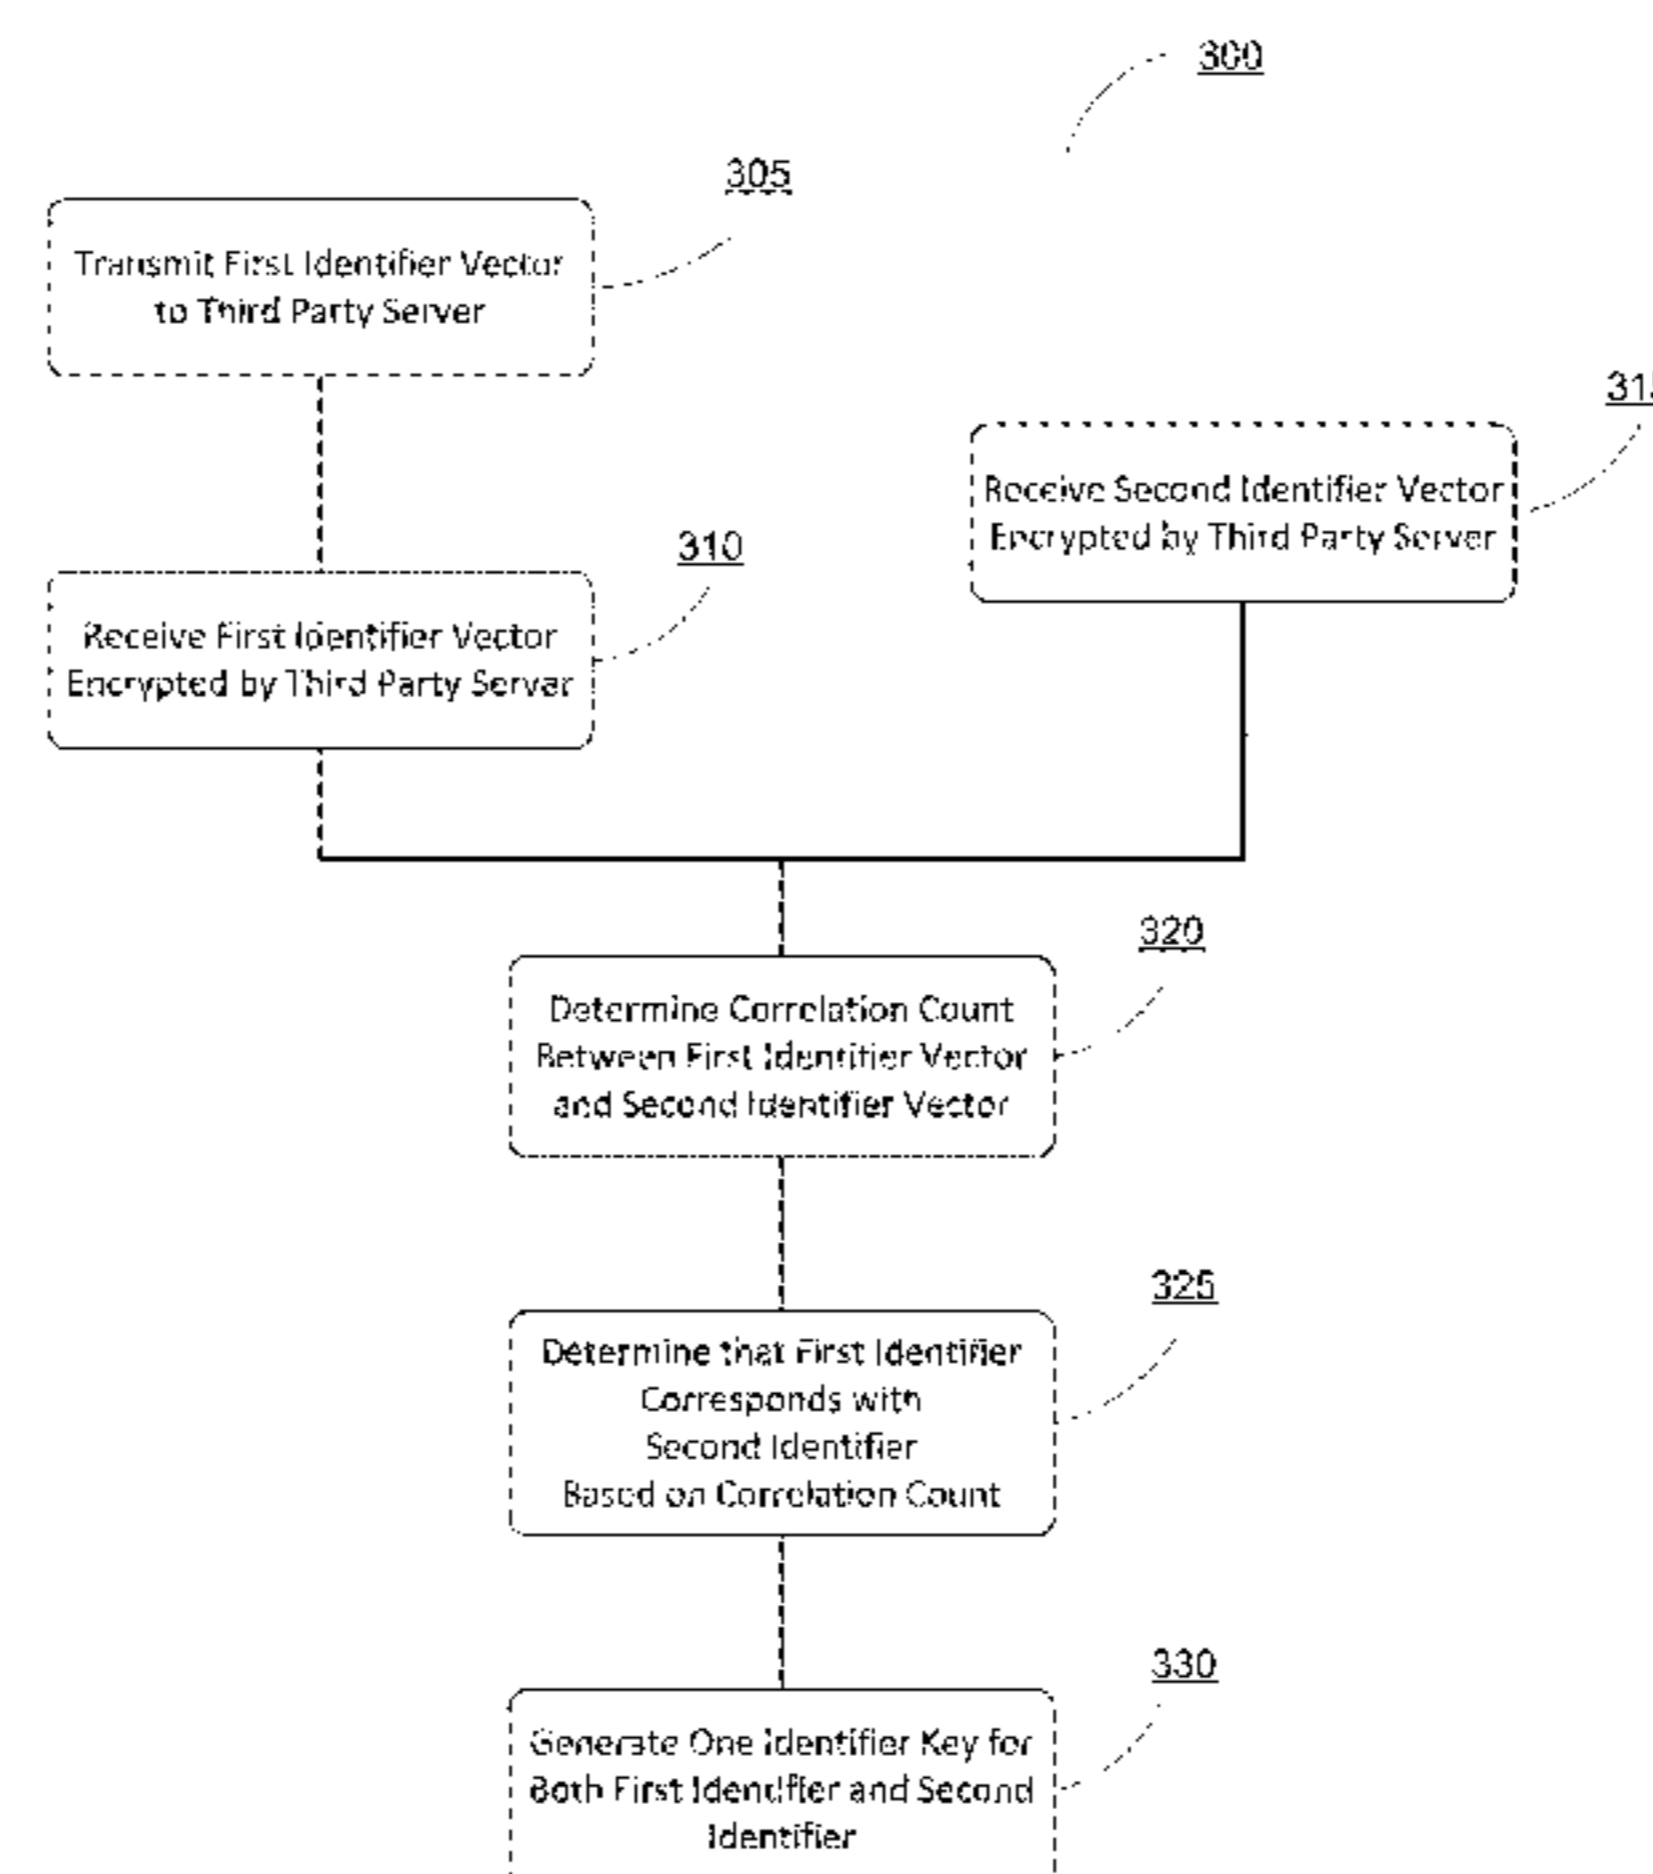 300
305
Transmit First Identifier Vector
to Third Party Server
315
Receive Second Identifier Vector
Encrypted by Third Party Server
310
Receive First Identifier Vector
Encrypted by Third Party Server
320
Determine Correlation Count
Between First Identifier Vector
and Second Identifier Vector
325
Determine that First Identifier
Corresponds with
Second Identifier
Based on Correlation Count
330
Generate One Identifier Key for
Both First Identifier and Second
Identifier